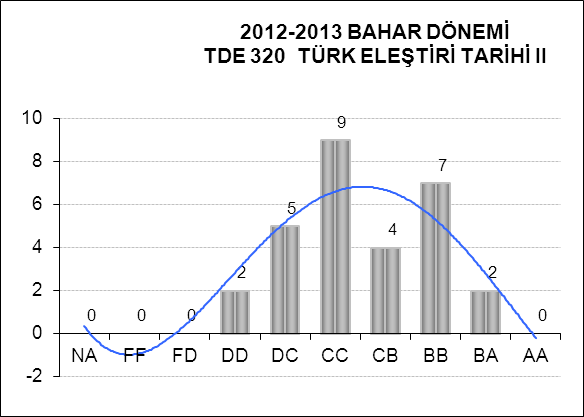 2012-2013 BAHAR DÖNEMİ
TDE 320 TÜRK ELEŞTİRİ TARİHİ II
10
8
6
4
2
0
-2
0 0 0 2 5 9 4 7 2 0
NA FF FD DD DC CC CB BB BA AA